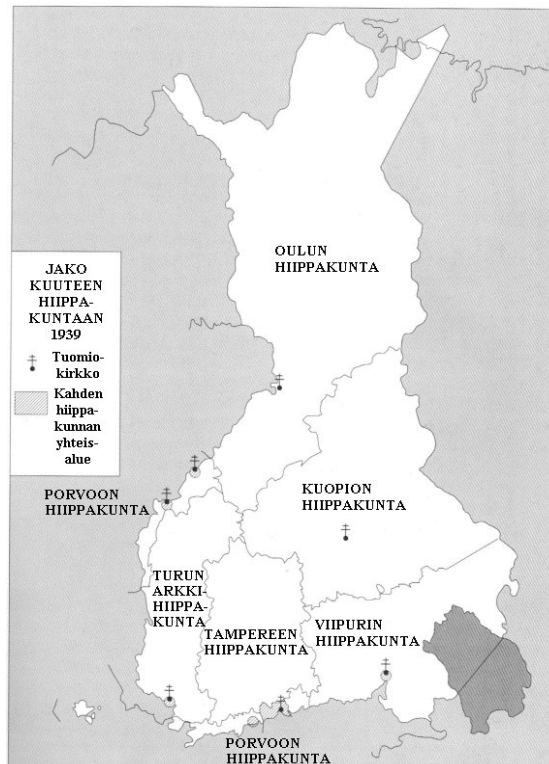 OULUN
HIIPPAKUNTA
JAKO
KUUTEEN
HIIPPA-
KUNTAAN
1939
Tuomio-
kirkko
Kahden
hiippa-
kunnan
yhteis-
alue
PORVOON
HIIPPAKUNTA
KUOPION
HIIPPAKUNTA
TURUN
ARKKI-
HIIPPA-
KUNTA
TAMPEREEN
HIIPPAKUNTA
VIIPURIN
HIIPPAKUNTA
PORVOON
HIIPPAKUNTA